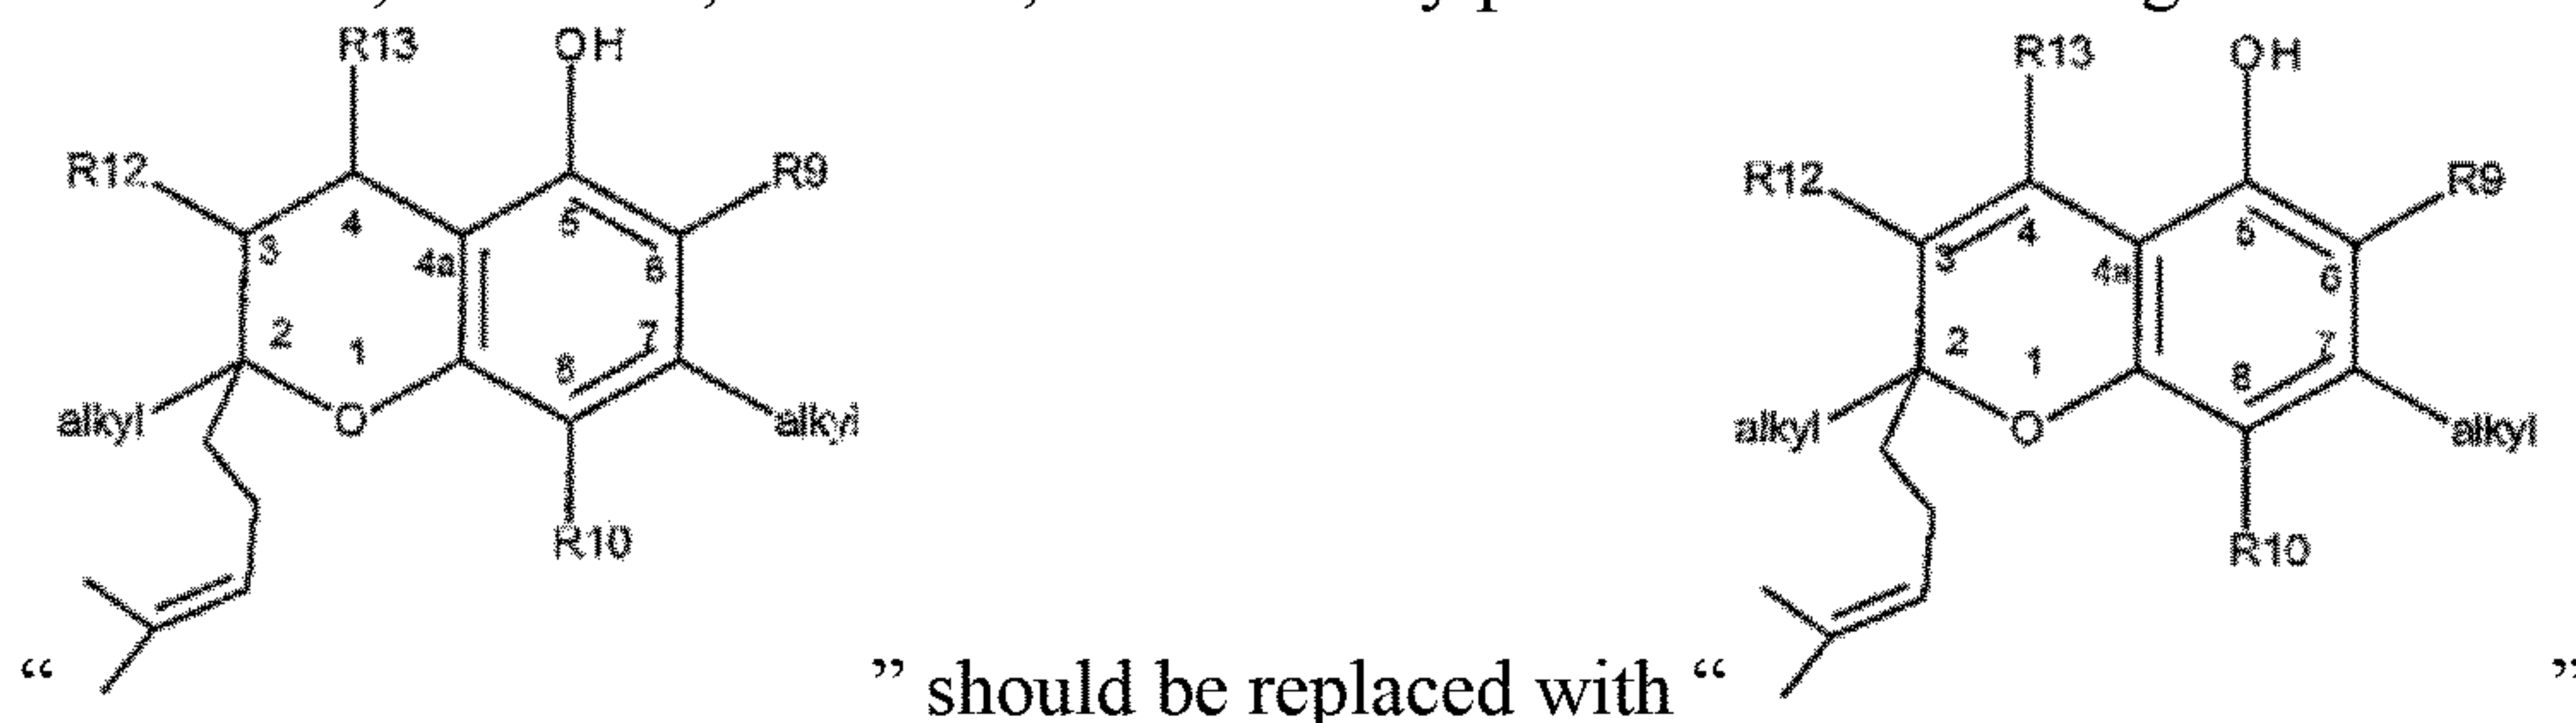 R13 OH R13 OH
R12 R9 R12 R9
3 4 5 3 4 5
4a 6 4a 6
2 1 8 7 2 1 8 7
alkyl O alkyl alkyl O alkyl
R10 R10
“ ” should be replaced with “ ”